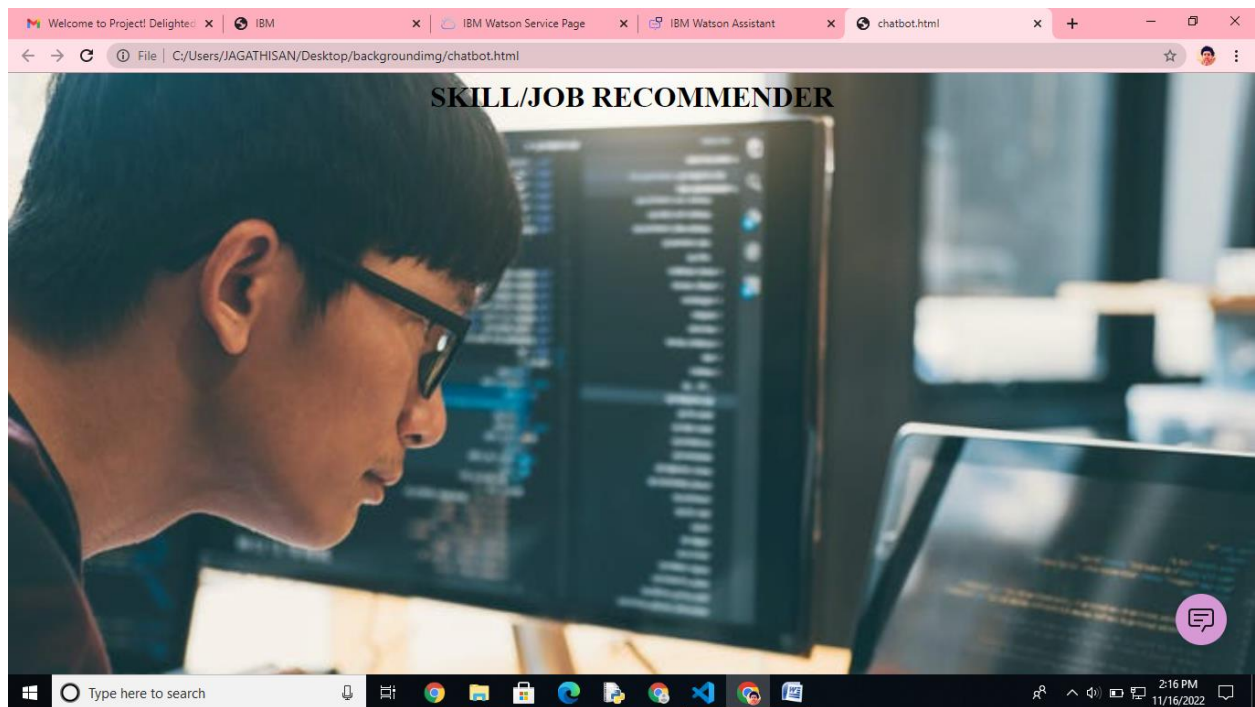 Welcome to Project! Delighted
IBM
IBM Watson Service Page
IBM Watson Assistant
chatbot.html
File | C:/Users/JAGATHISAN/Desktop/backgroundimg/chatbot.html
SKILL/JOB RECOMMENDER
Type here to search
2:16 PM
11/16/2022